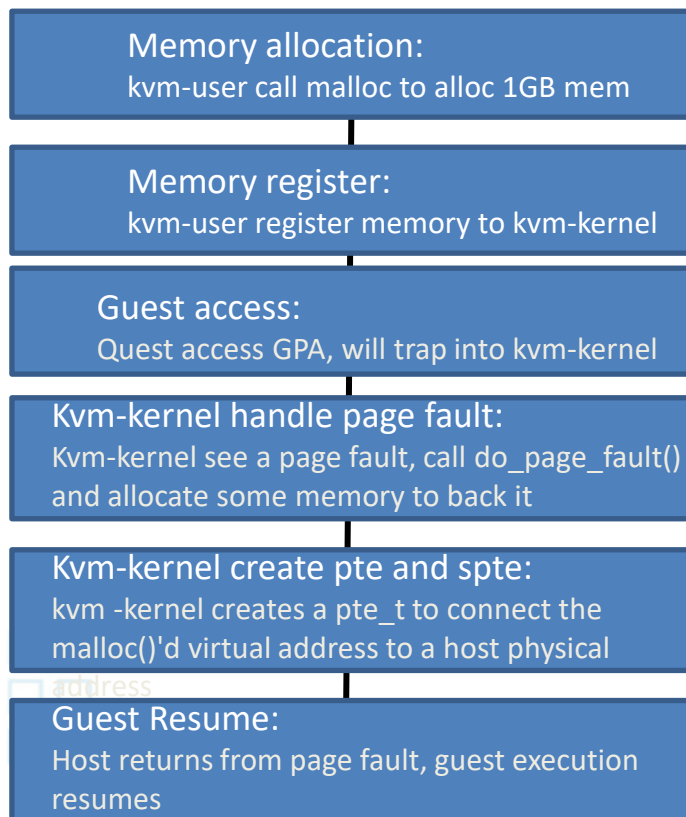 Memory allocation:
kvm-user call malloc to alloc 1GB mem
Memory register:
kvm-user register memory to kvm-kernel
Guest access:
Quest access GPA, will trap into kvm-kernel
Kvm-kernel handle page fault:
Kvm-kernel see a page fault, call do_page_fault()
and allocate some memory to back it
Kvm-kernel create pte and spte:
kvm -kernel creates a pte_t to connect the
malloc()'d virtual address to a host physical
address
Guest Resume:
Host returns from page fault, guest execution
resumes